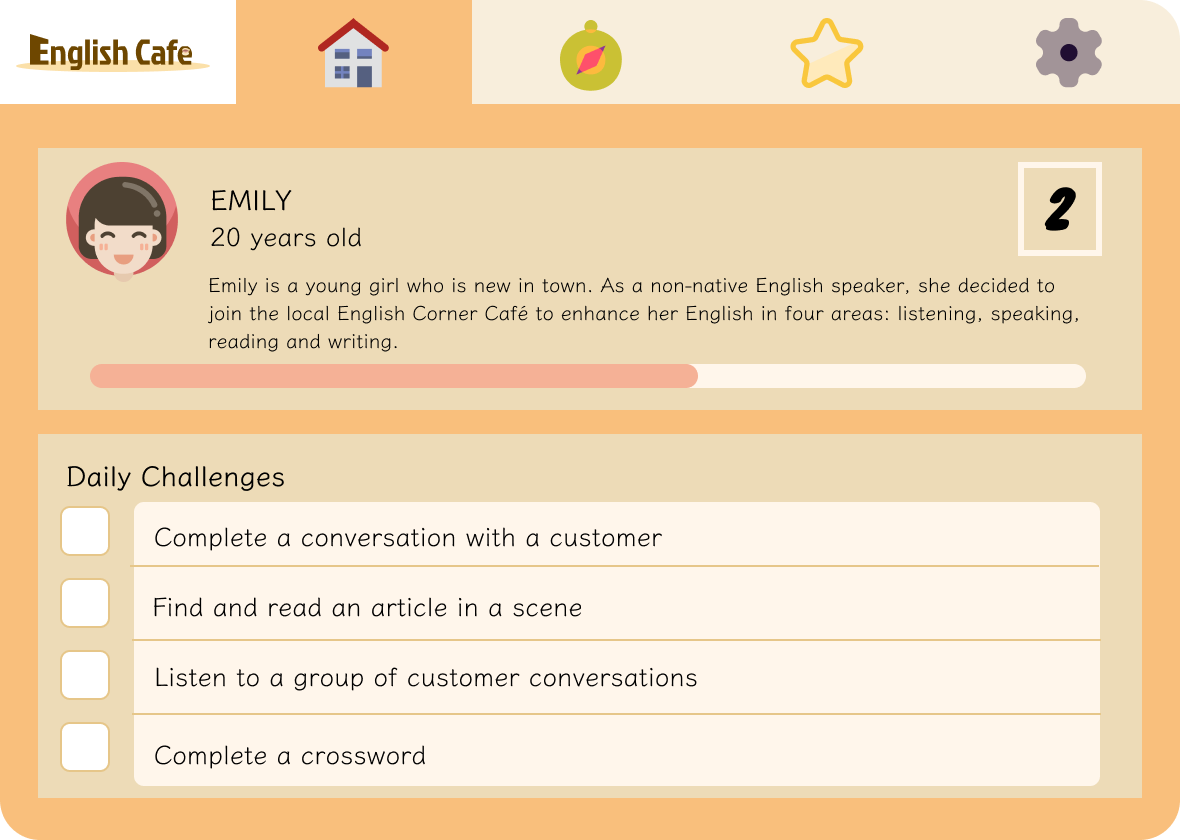 English Cafe
EMILY
2
20 years old
Emily is a young girl who is new in town. As a non-native English speaker, she decided to
join the local English Corner Café to enhance her English in four areas: listening, speaking,
reading and writing.
Daily Challenges
Complete a conversation with a customer
Find and read an article in a scene
Listen to a group of customer conversations
Complete a crossword